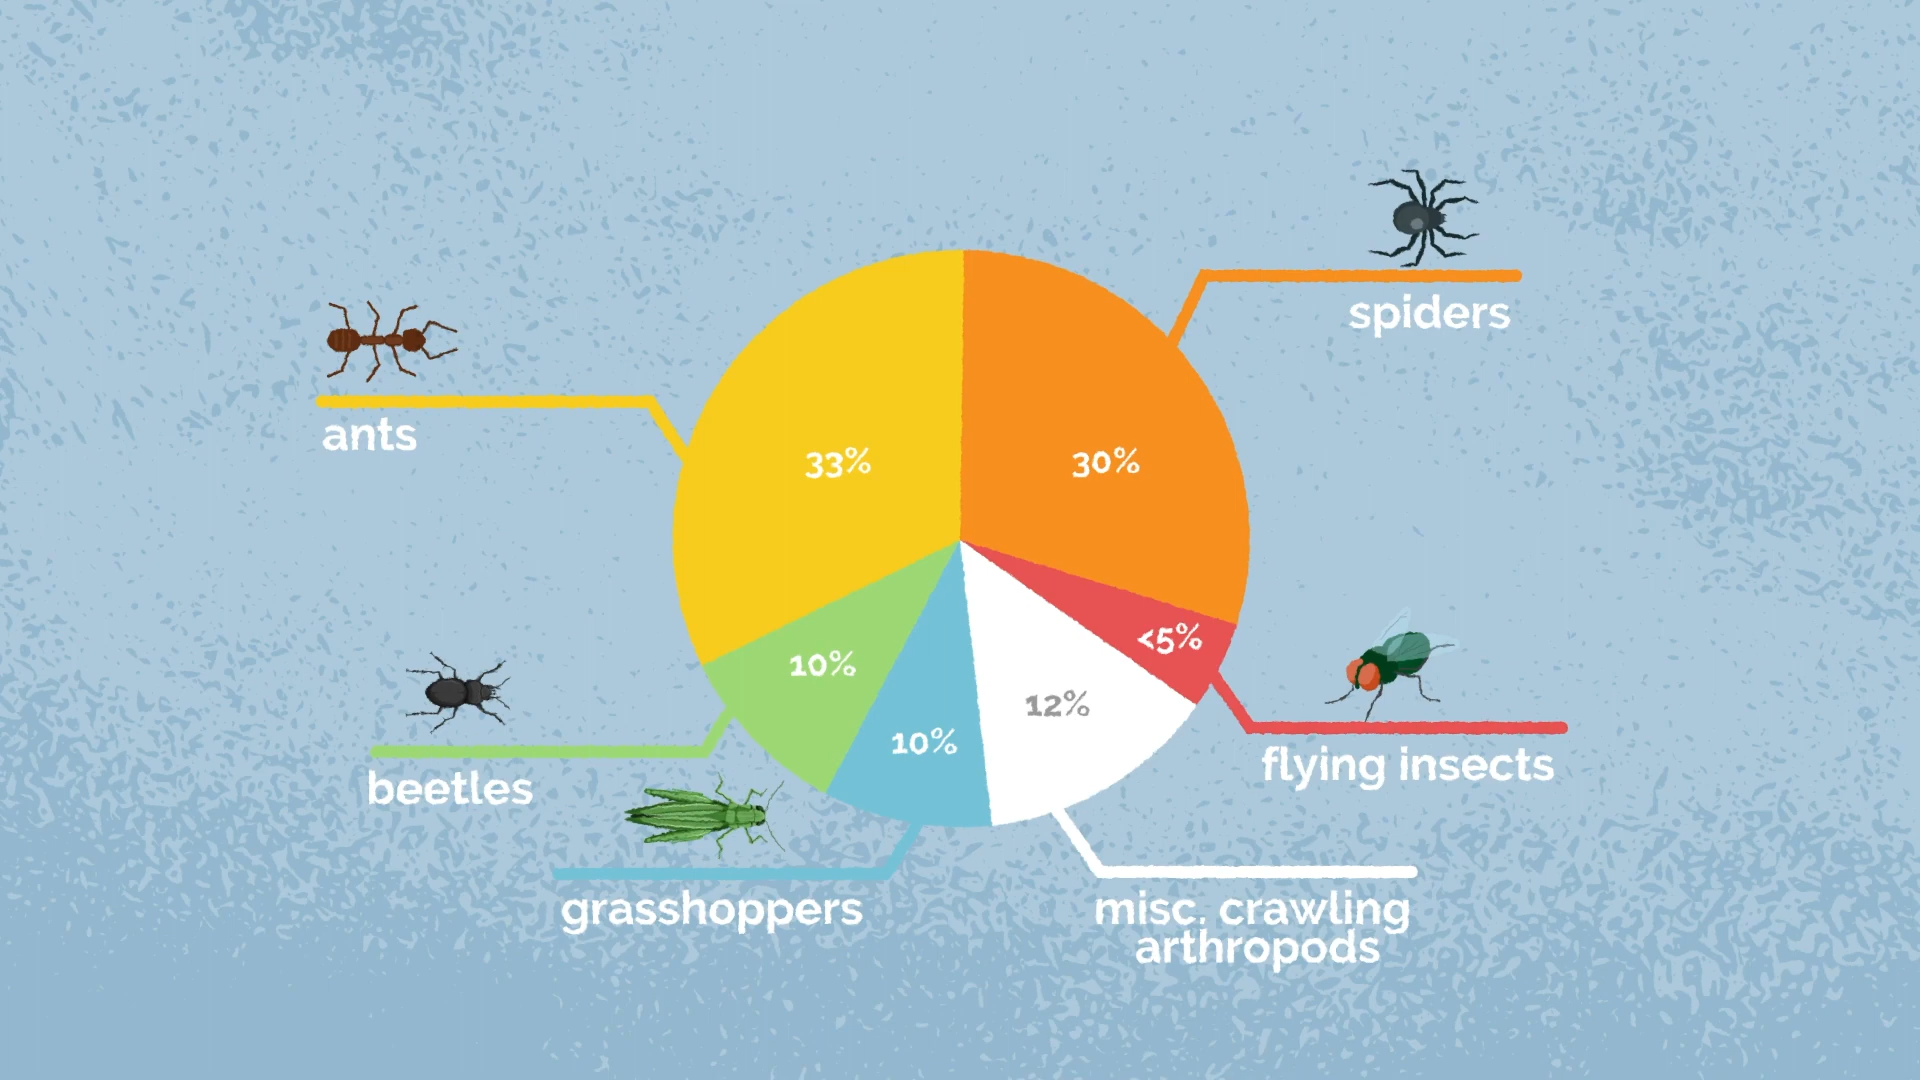 spiders
ants
33%
30%
<5%
10%
12%
10%
flying insects
beetles
grasshoppers
misc. crawling
arthropods